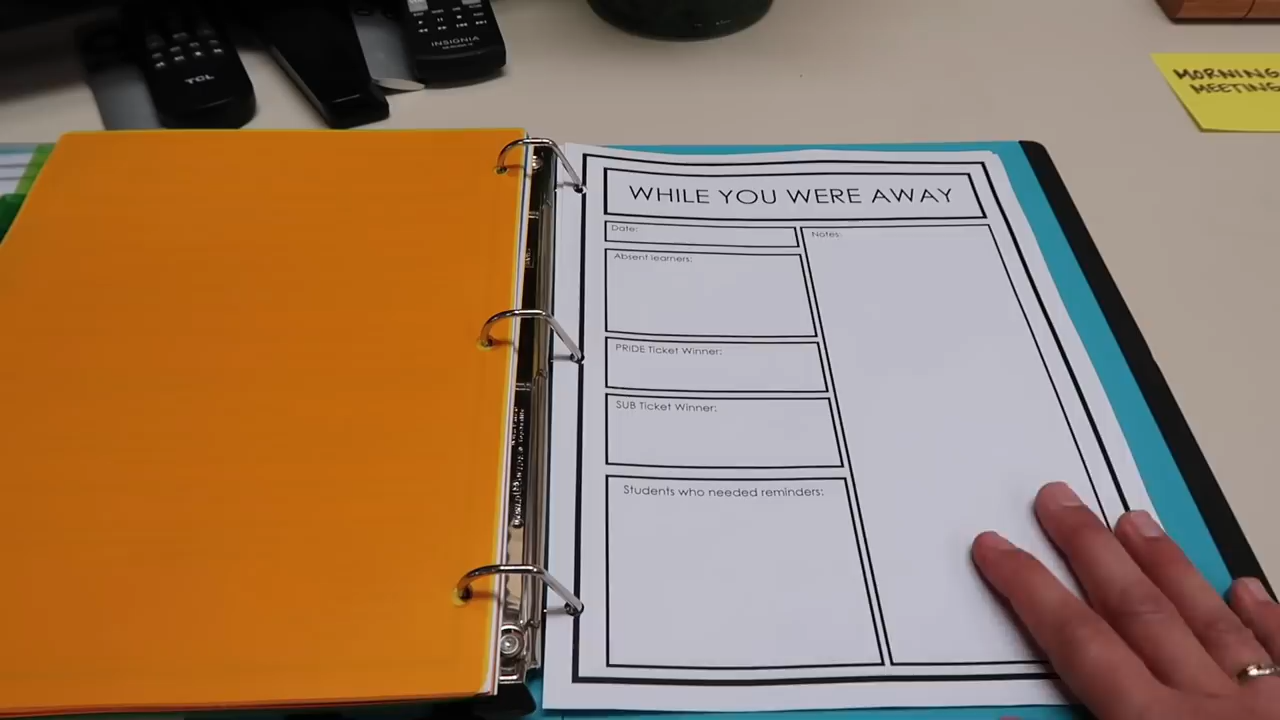 TCL
INSIGNIA
MORNING
MEETING
WHILE YOU WERE AWAY
Date:
Notes:
Absent learners:
PRIDE Ticket Winner:
SUB Ticket Winner:
Students who needed reminders: